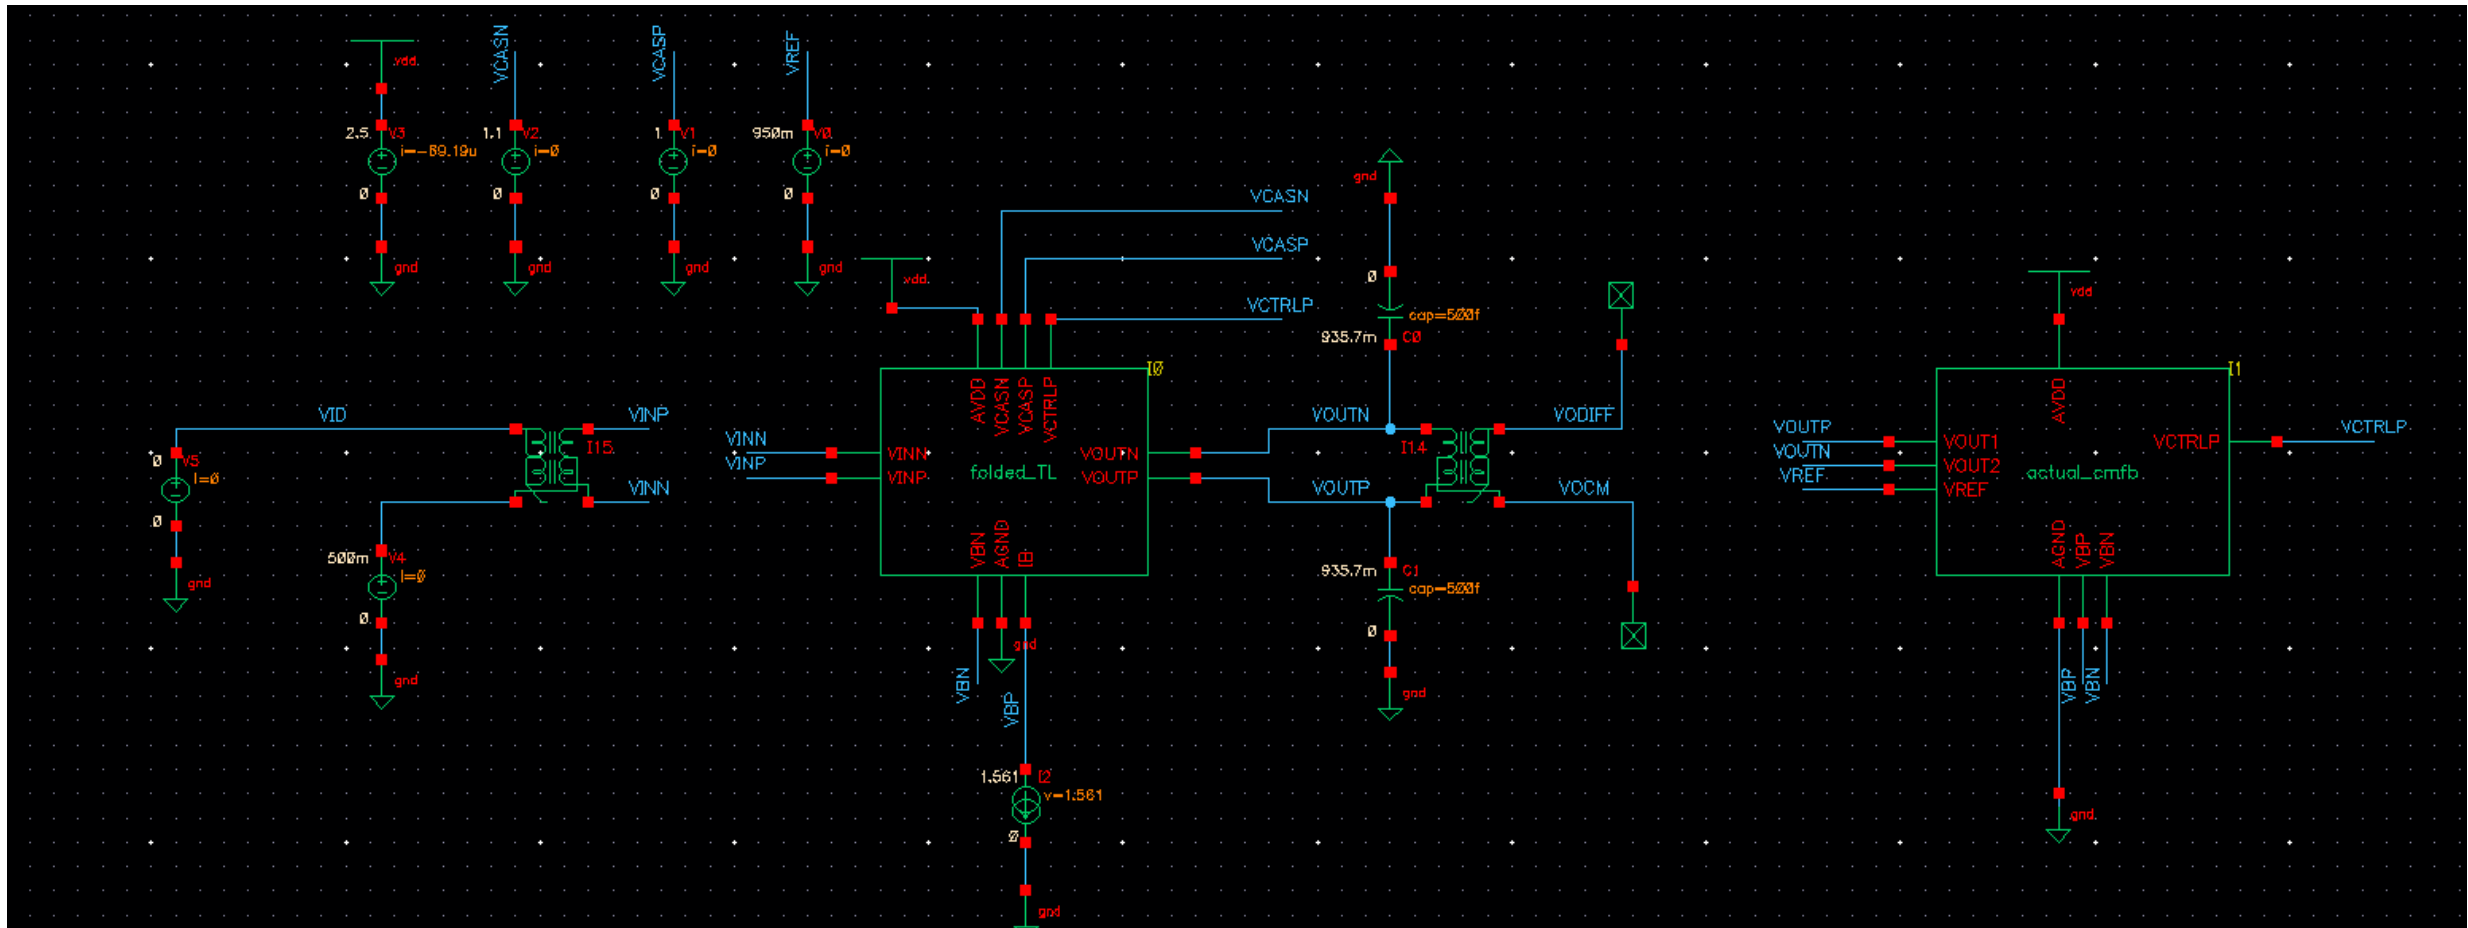 VCASN
VCASP
VREF
vdd
2.5 V3
i=-69.19u
0
gnd
1.1 V2
i=0
0
gnd
1 V1
i=0
0
gnd
950m V0
i=0
0
gnd
VID
0 V5
I=0
0
gnd
I15
VINP
VINN
500m V4
I=0
0
gnd
VCASN
VCASP
VCTRLP
vdd
I0
AVDD
VCASN
VCASP
VCTRLP
VINN
VINP
VINN
VINP
folded_TL
VOUTN
VOUTP
VBN
AGND
IB
gnd
VBN
VBP
1.561 I2
v=1.561
0
gnd
gnd
0
cap=500f
935.7m C0
VOUTN
VOUTP
I14
VODIFF
VOCM
935.7m C1
cap=500f
0
gnd
vdd
I1
AVDD
VOUTP
VOUTN
VREF
VOUT1
VOUT2
VREF
actual_cmfb
VCTRLP
VCTRLP
AGND
VBP
VBN
VBP
VBN
gnd